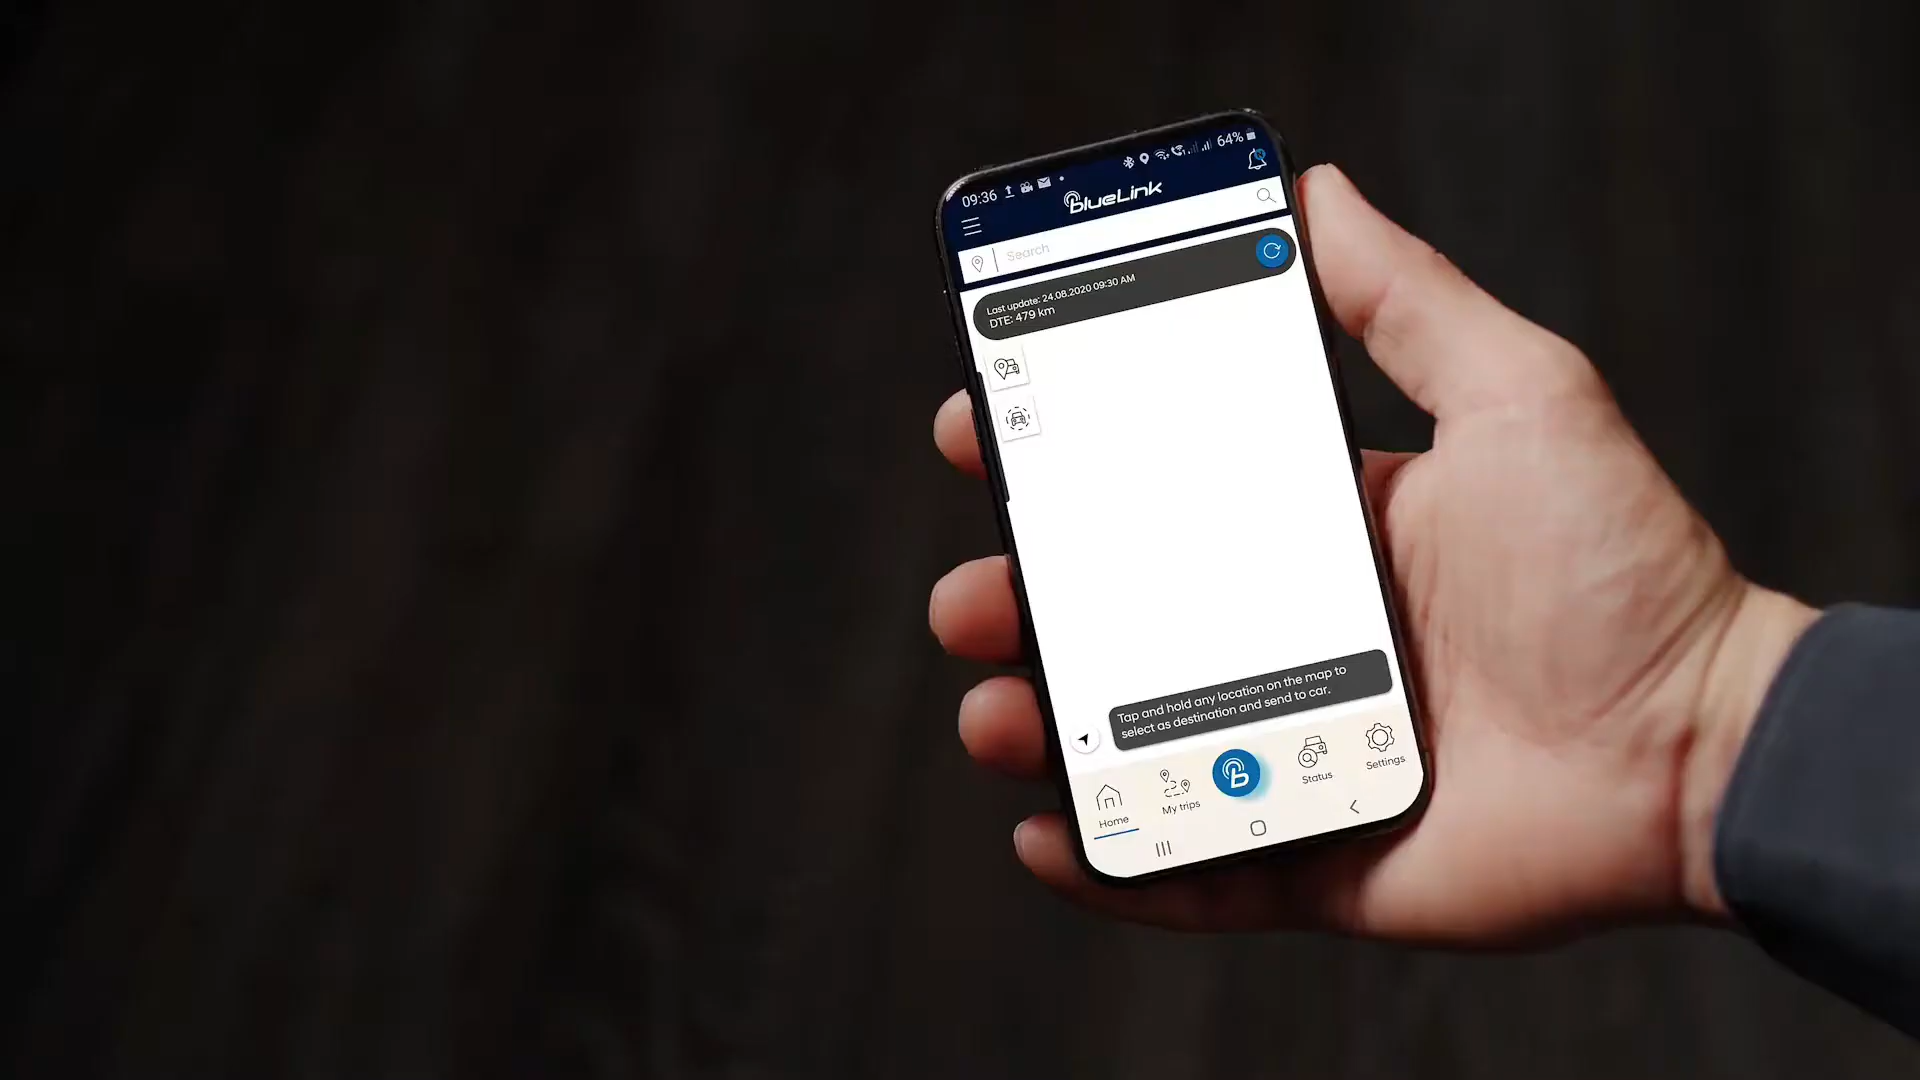 09:36
64%
blueLink
Search
Last update: 24.08.2020 09:30 AM
DTE: 479 km
Tap and hold any location on the map to
select as destination and send to car.
Home
My trips
b
Status
Settings